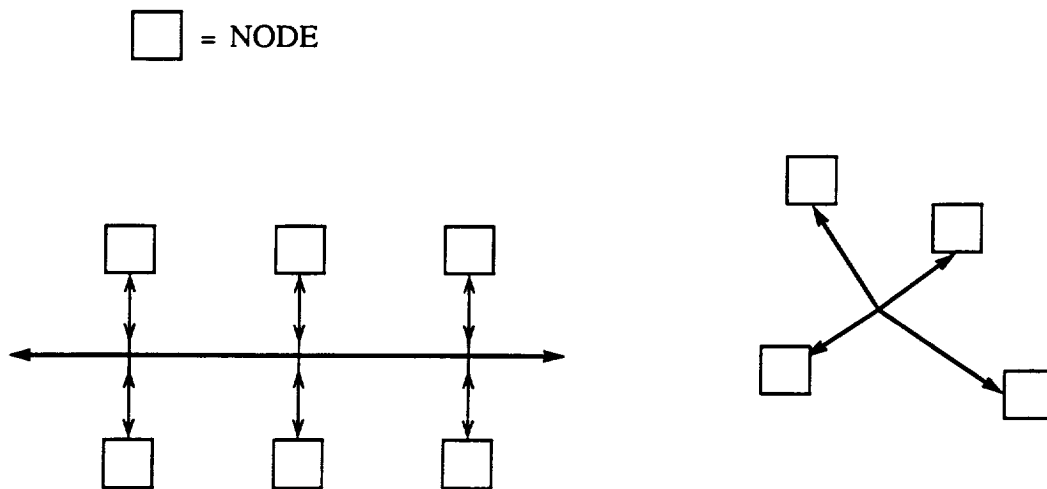 = NODE